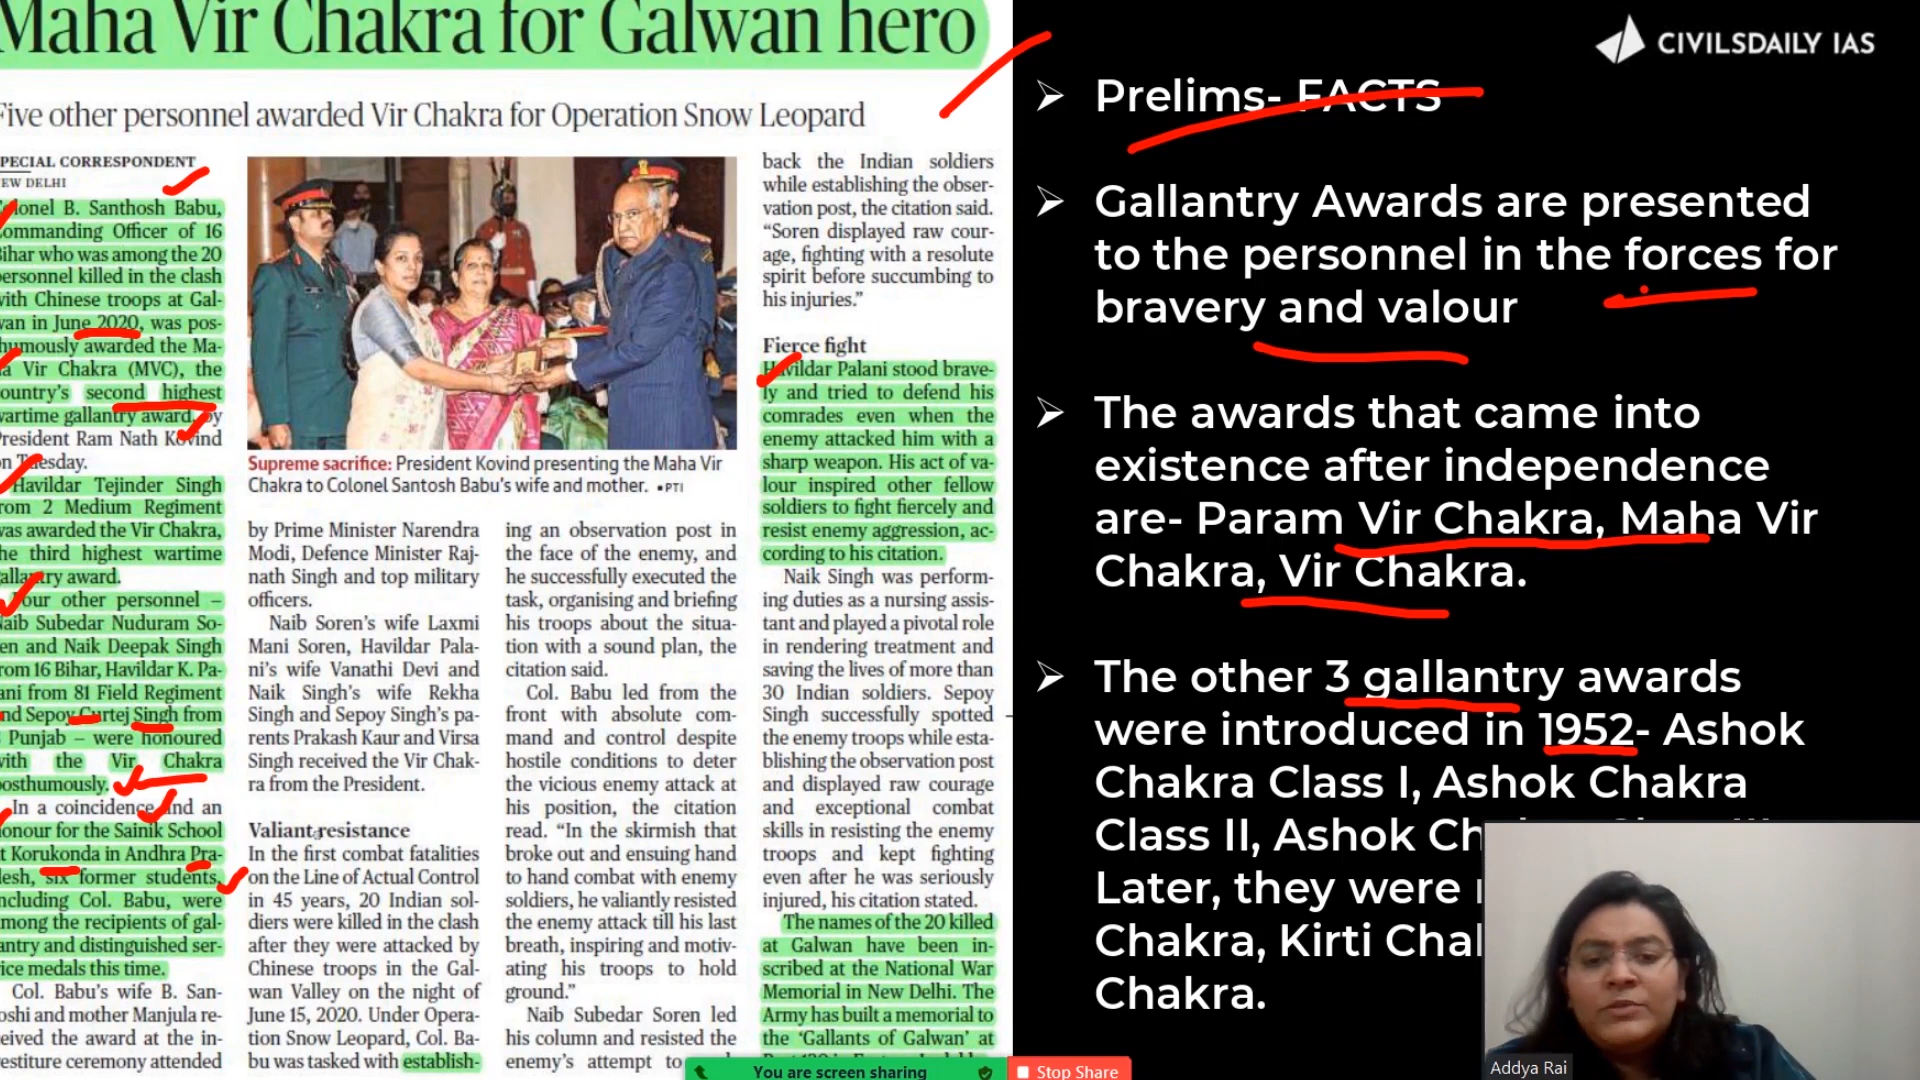 Maha Vir Chakra for Galwan hero
Five other personnel awarded Vir Chakra for Operation Snow Leopard
PECIAL CORRESPONDENT
EW DELHI
Colonel B. Santhosh Babu,
Commanding Officer of 16
Bihar who was among the 20
personnel killed in the clash
with Chinese troops at Gal-
wan in June 2020, was pos-
thumously awarded the Ma-
ha Vir Chakra (MVC), the
country's second highest
wartime gallantry award, by
President Ram Nath Kovind
on Tuesday.
Havildar Tejinder Singh
from 2 Medium Regiment
was awarded the Vir Chakra,
the third highest wartime
gallantry award.
Four other personnel –
Naib Subedar Nuduram So-
ren and Naik Deepak Singh
from 16 Bihar, Havildar K. Pa-
lani from 81 Field Regiment
and Sepoy Gurtej Singh from
Punjab – were honoured
with the Vir Chakra
posthumously.
In a coincidence and an
honour for the Sainik School
at Korukonda in Andhra Pra-
desh, six former students,
including Col. Babu, were
among the recipients of gal-
lantry and distinguished ser-
vice medals this time.
Col. Babu's wife B. San-
toshi and mother Manjula re-
ceived the award at the in-
vestiture ceremony attended
Supreme sacrifice: President Kovind presenting the Maha Vir
Chakra to Colonel Santosh Babu's wife and mother. ▪PTI
by Prime Minister Narendra
Modi, Defence Minister Raj-
nath Singh and top military
officers.
Naib Soren's wife Laxmi
Mani Soren, Havildar Pala-
ni's wife Vanathi Devi and
Naik Singh's wife Rekha
Singh and Sepoy Singh's pa-
rents Prakash Kaur and Virsa
Singh received the Vir Chak-
ra from the President.
Valiant resistance
In the first combat fatalities
on the Line of Actual Control
in 45 years, 20 Indian sol-
diers were killed in the clash
after they were attacked by
Chinese troops in the Gal-
wan Valley on the night of
June 15, 2020. Under Opera-
tion Snow Leopard, Col. Ba-
bu was tasked with establish-
ing an observation post in
the face of the enemy, and
he successfully executed the
task, organising and briefing
his troops about the situa-
tion with a sound plan, the
citation said.
Col. Babu led from the
front with absolute com-
mand and control despite
hostile conditions to deter
the vicious enemy attack at
his position, the citation
read. “In the skirmish that
broke out and ensuing hand
to hand combat with enemy
soldiers, he valiantly resisted
the enemy attack till his last
breath, inspiring and motiv-
ating his troops to hold
ground.”
Naib Subedar Soren led
his column and resisted the
enemy's attempt to
back the Indian soldiers
while establishing the obser-
vation post, the citation said.
“Soren displayed raw cour-
age, fighting with a resolute
spirit before succumbing to
his injuries.”
Fierce fight
Havildar Palani stood brave-
ly and tried to defend his
comrades even when the
enemy attacked him with a
sharp weapon. His act of va-
lour inspired other fellow
soldiers to fight fiercely and
resist enemy aggression, ac-
cording to his citation.
Naik Singh was perform-
ing duties as a nursing assis-
tant and played a pivotal role
in rendering treatment and
saving the lives of more than
30 Indian soldiers. Sepoy
Singh successfully spotted
the enemy troops while esta-
blishing the observation post
and displayed raw courage
and exceptional combat
skills in resisting the enemy
troops and kept fighting
even after he was seriously
injured, his citation stated.
The names of the 20 killed
at Galwan have been in-
scribed at the National War
Memorial in New Delhi. The
Army has built a memorial to
the ‘Gallants of Galwan’ at
CIVILSDAILY IAS
➢ Prelims- FACTS
➢ Gallantry Awards are presented
to the personnel in the forces for
bravery and valour
➢ The awards that came into
existence after independence
are- Param Vir Chakra, Maha Vir
Chakra, Vir Chakra.
➢ The other 3 gallantry awards
were introduced in 1952- Ashok
Chakra Class I, Ashok Chakra
Class II, Ashok
Later, they were
Chakra, Kirti
Chakra.
Addya Rai
You are screen sharing
Stop Share